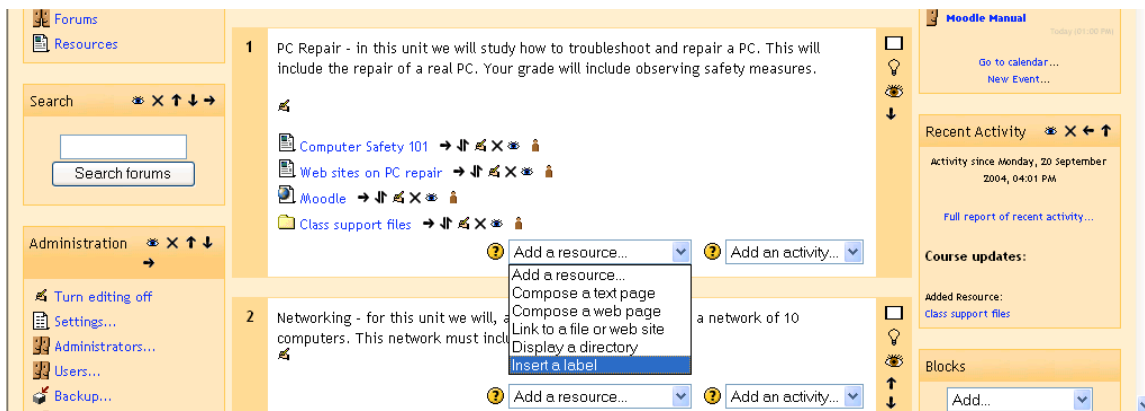 Forums
Resources
Search
Search forums
Administration
Turn editing off
Settings...
Administrators...
Users...
Backup...
1
PC Repair - in this unit we will study how to troubleshoot and repair a PC. This will
include the repair of a real PC. Your grade will include observing safety measures.
Computer Safety 101
Web sites on PC repair
Moodle
Class support files
? Add a resource... ? Add an activity...
Add a resource...
Compose a text page
Compose a web page
Link to a file or web site
Display a directory
Insert a label
2
Networking - for this unit we will, a network of 10
computers. This network must
? Add a resource... ? Add an activity...
Moodle Manual
Today (01:00 PM)
Go to calendar...
New Event...
Recent Activity
Activity since Monday, 20 September
2004, 04:01 PM
Full report of recent activity...
Course updates:
Added Resource:
Class support files
Blocks
Add...